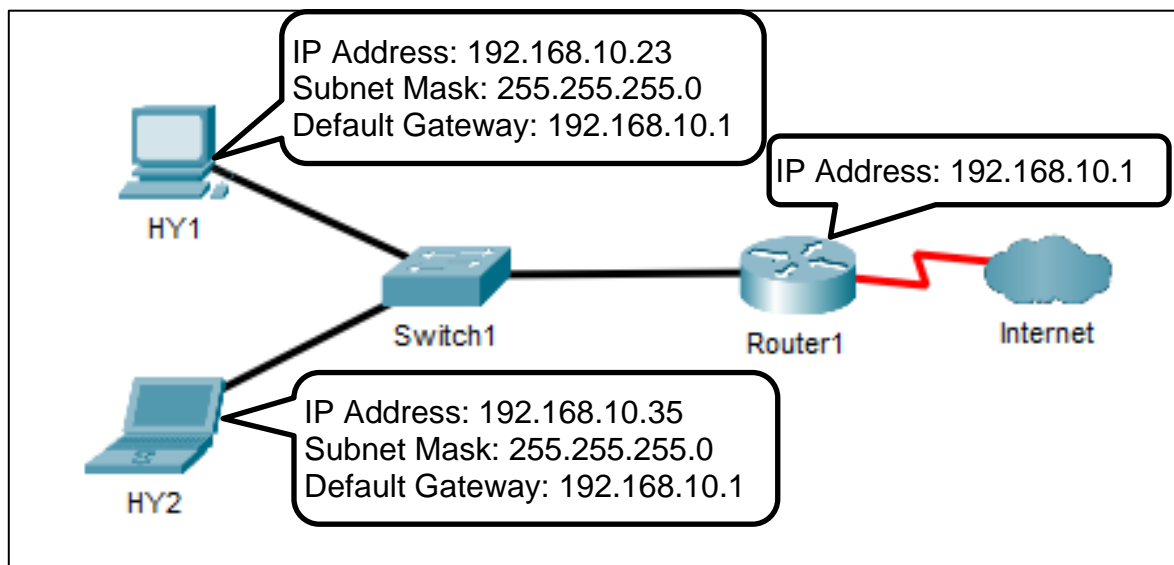 IP Address: 192.168.10.23
Subnet Mask: 255.255.255.0
Default Gateway: 192.168.10.1
IP Address: 192.168.10.1
HY1
Switch1
Router1
Internet
IP Address: 192.168.10.35
Subnet Mask: 255.255.255.0
Default Gateway: 192.168.10.1
HY2